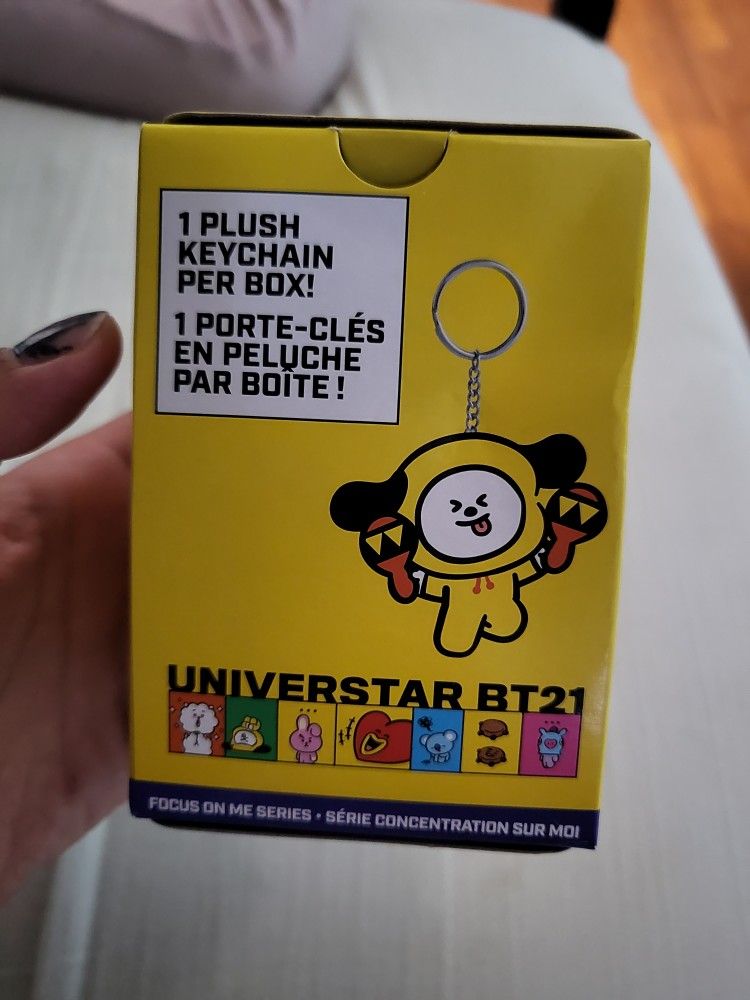 1 PLUSH
KEYCHAIN
PER BOX!
1 PORTE-CLÉS
EN PELUCHE
PAR BOÎTE !
UNIVERSTAR BT21
FOCUS ON ME SERIES • SÉRIE CONCENTRATION SUR MOI